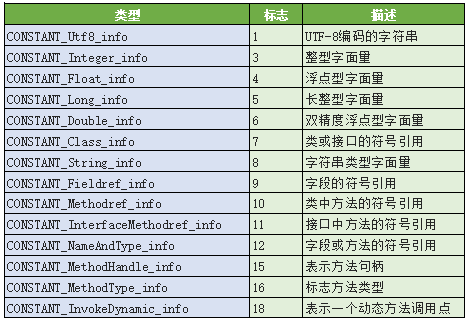 类型 标志 描述
CONSTANT_Utf8_info 1 UTF-8编码的字符串
CONSTANT_Integer_info 3 整型字面量
CONSTANT_Float_info 4 浮点型字面量
CONSTANT_Long_info 5 长整型字面量
CONSTANT_Double_info 6 双精度浮点型字面量
CONSTANT_Class_info 7 类或接口的符号引用
CONSTANT_String_info 8 字符串类型字面量
CONSTANT_Fieldref_info 9 字段的符号引用
CONSTANT_Methodref_info 10 类中方法的符号引用
CONSTANT_InterfaceMethodref_info 11 接口中方法的符号引用
CONSTANT_NameAndType_info 12 字段或方法的符号引用
CONSTANT_MethodHandle_info 15 表示方法句柄
CONSTANT_MethodType_info 16 标志方法类型
CONSTANT_InvokeDynamic_info 18 表示一个动态方法调用点